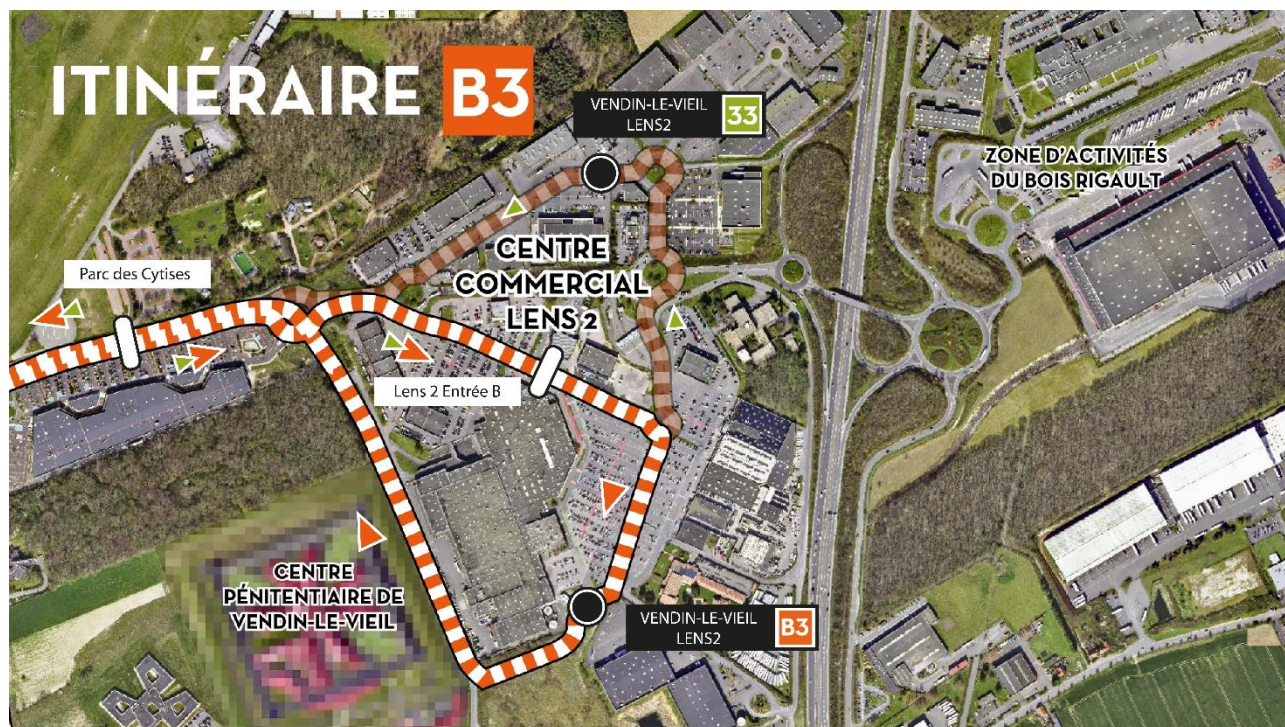 ITINÉRAIRE B3
VENDIN-LE-VIEIL
LENS2
33
ZONE D'ACTIVITÉS
DU BOIS RIGAULT
CENTRE
COMMERCIAL
LENS 2
Parc des Cytises
Lens 2 Entrée B
CENTRE
PÉNITENTIAIRE DE
VENDIN-LE-VIEIL
VENDIN-LE-VIEIL
LENS2
B3